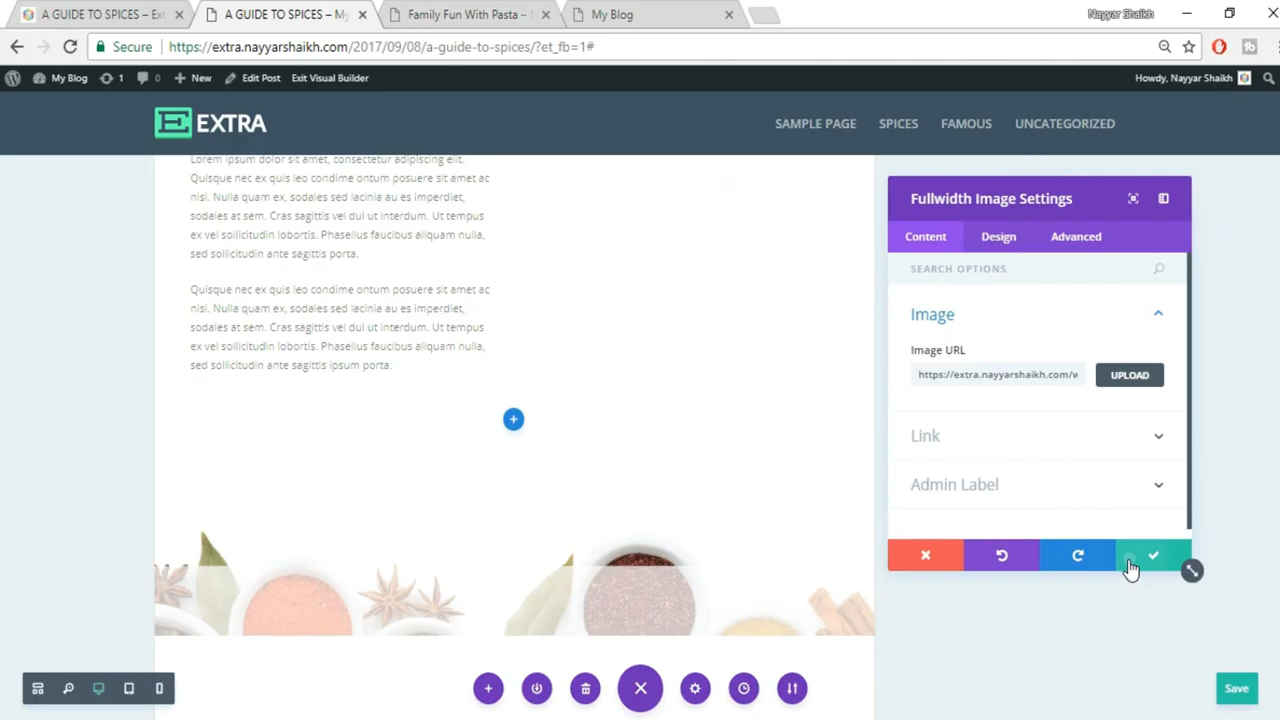 A GUIDE TO SPICES – Ext
A GUIDE TO SPICES – My
Family Fun With Pasta –
My Blog
Nayyar Shaikh
Secure
https://extra.nayyarshaikh.com/2017/09/08/a-guide-to-spices/?et_fb=1#
My Blog
1
0
New
Edit Post
Exit Visual Builder
Howdy, Nayyar Shaikh
EXTRA
SAMPLE PAGE
SPICES
FAMOUS
UNCATEGORIZED
Lorem ipsum dolor sit amet, consectetur adipiscing elit.
Quisque nec ex quis leo condime ontum posuere sit amet ac
nisi. Nulla quam ex, sodales sed lacinia au es imperdiet,
sodales at sem. Cras sagittis vel dui ut interdum. Ut tempus
ex vel sollicitudin lobortis. Phasellus faucibus aliquam nulla,
sed sollicitudin ante sagittis porta.
Quisque nec ex quis leo condime ontum posuere sit amet ac
nisi. Nulla quam ex, sodales sed lacinia au es imperdiet,
sodales at sem. Cras sagittis vel dui ut interdum. Ut tempus
ex vel sollicitudin lobortis. Phasellus faucibus aliquam nulla,
sed sollicitudin ante sagittis ipsum porta.
Fullwidth Image Settings
Content
Design
Advanced
SEARCH OPTIONS
Image
Image URL
https://extra.nayyarshaikh.com/w
UPLOAD
Link
Admin Label
Save